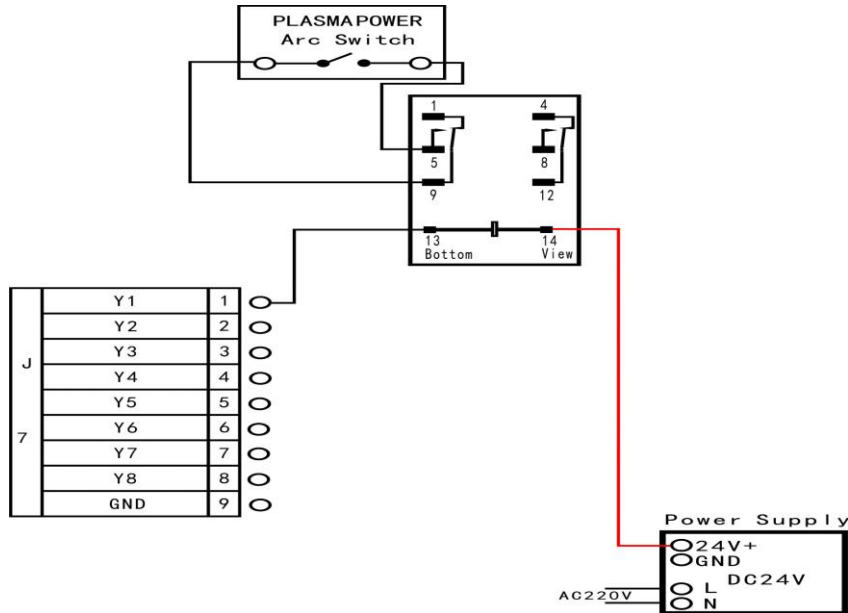 PLASMAPOWER
Arc Switch
1 4
5 8
9 12
13 14
Bottom View
Y1 1
Y2 2
Y3 3
J Y4 4
Y5 5
7 Y6 6
Y7 7
Y8 8
GND 9
Power Supply
24V+
GND
DC24V
AC220V L
N